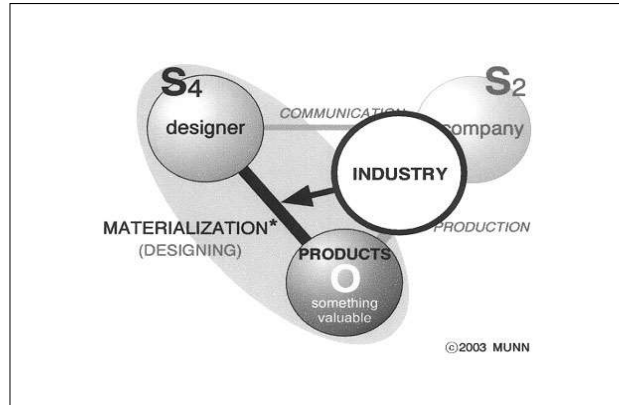 S4
S2
COMMUNICATION
designer
company
INDUSTRY
MATERIALIZATION*
(DESIGNING)
PRODUCTION
PRODUCTS
O
something
valuable
©2003 MUNN